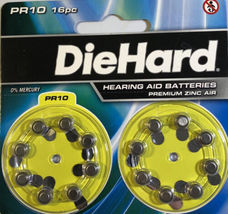 PR10 16pc
DieHard
HEARING AID BATTERIES
0% MERCURY
PREMIUM ZINC AIR
PR10